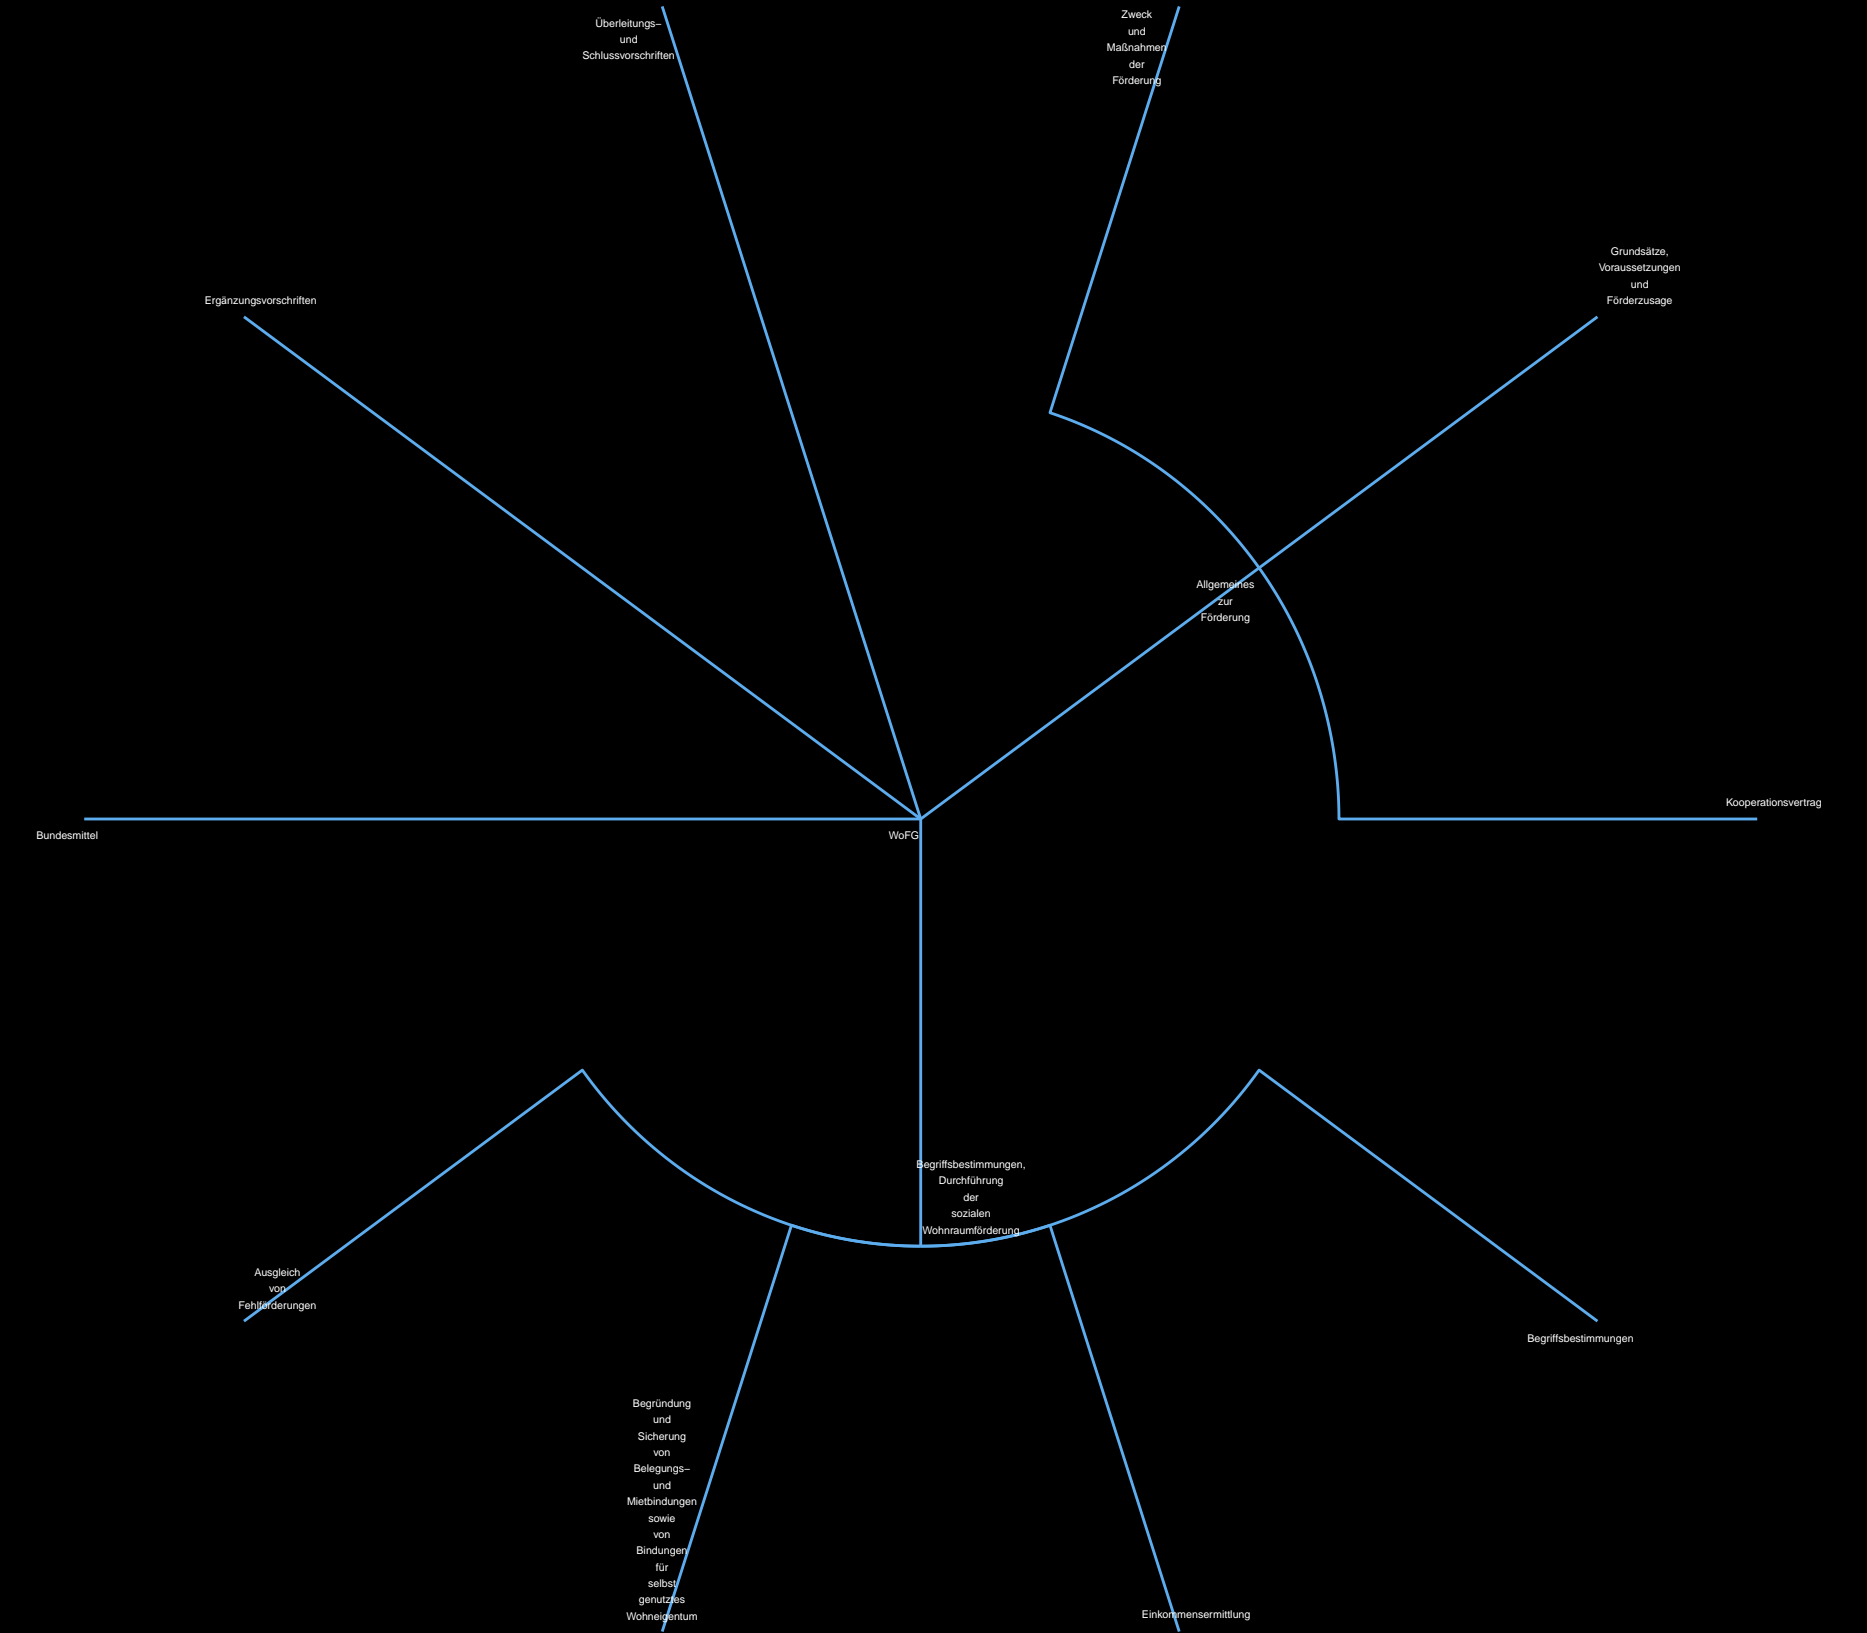 Überleitungs–
und
Schlussvorschriften
Zweck
und
Maßnahmen
der
Förderung
Grundsätze,
Voraussetzungen
und
Förderzusage
Ergänzungsvorschriften
Allgemeines
zur
Förderung
Kooperationsvertrag
Bundesmittel
WoFG
Begriffsbestimmungen,
Durchführung
der
sozialen
Wohnraumförderung
Ausgleich
von
Fehlförderungen
Begriffsbestimmungen
Begründung
und
Sicherung
von
Belegungs–
und
Mietbindungen
sowie
von
Bindungen
für
selbst
genutztes
Wohneigentum
Einkommensermittlung